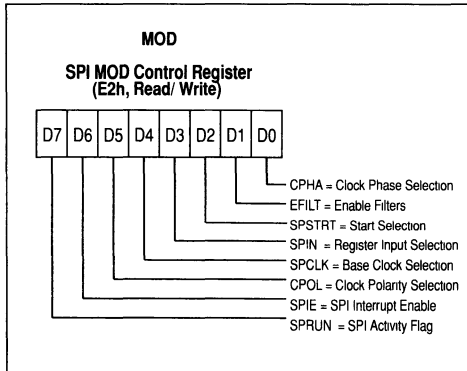 MOD
SPI MOD Control Register
(E2h, Read/ Write)
D7 D6 D5 D4 D3 D2 D1 D0
CPHA = Clock Phase Selection
EFILT = Enable Filters
SPSTRT = Start Selection
SPIN = Register Input Selection
SPCLK = Base Clock Selection
CPOL = Clock Polarity Selection
SPIE = SPI Interrupt Enable
SPRUN = SPI Activity Flag